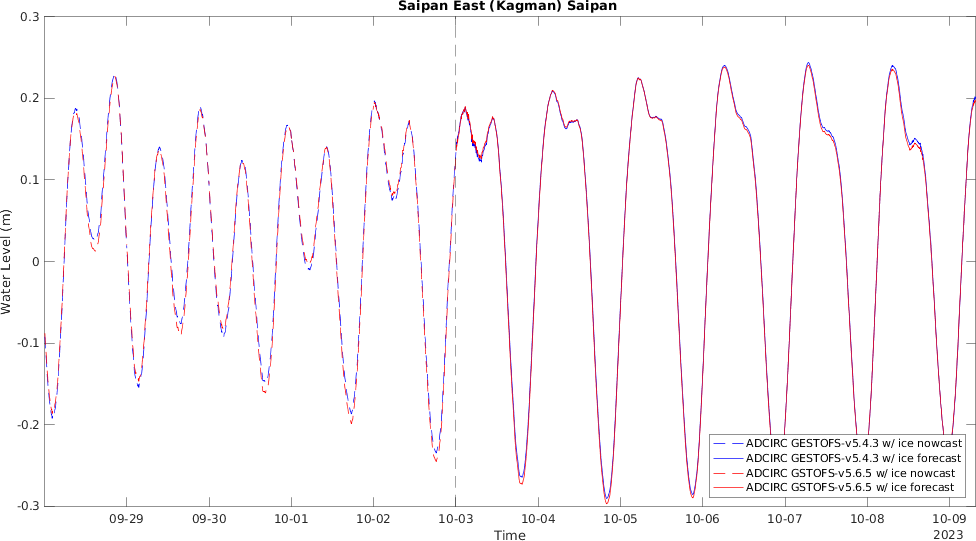 Saipan East (Kagman) Saipan
0.3
0.2
0.1
0
-0.1
-0.2
-0.3
Water Level (m)
ADCIRC GESTOFS-v5.4.3 w/ ice nowcast
ADCIRC GESTOFS-v5.4.3 w/ ice forecast
ADCIRC GSTOFS-v5.6.5 w/ ice nowcast
ADCIRC GSTOFS-v5.6.5 w/ ice forecast
09-29 09-30 10-01 10-02 10-03 10-04 10-05 10-06 10-07 10-08 10-09
Time
2023